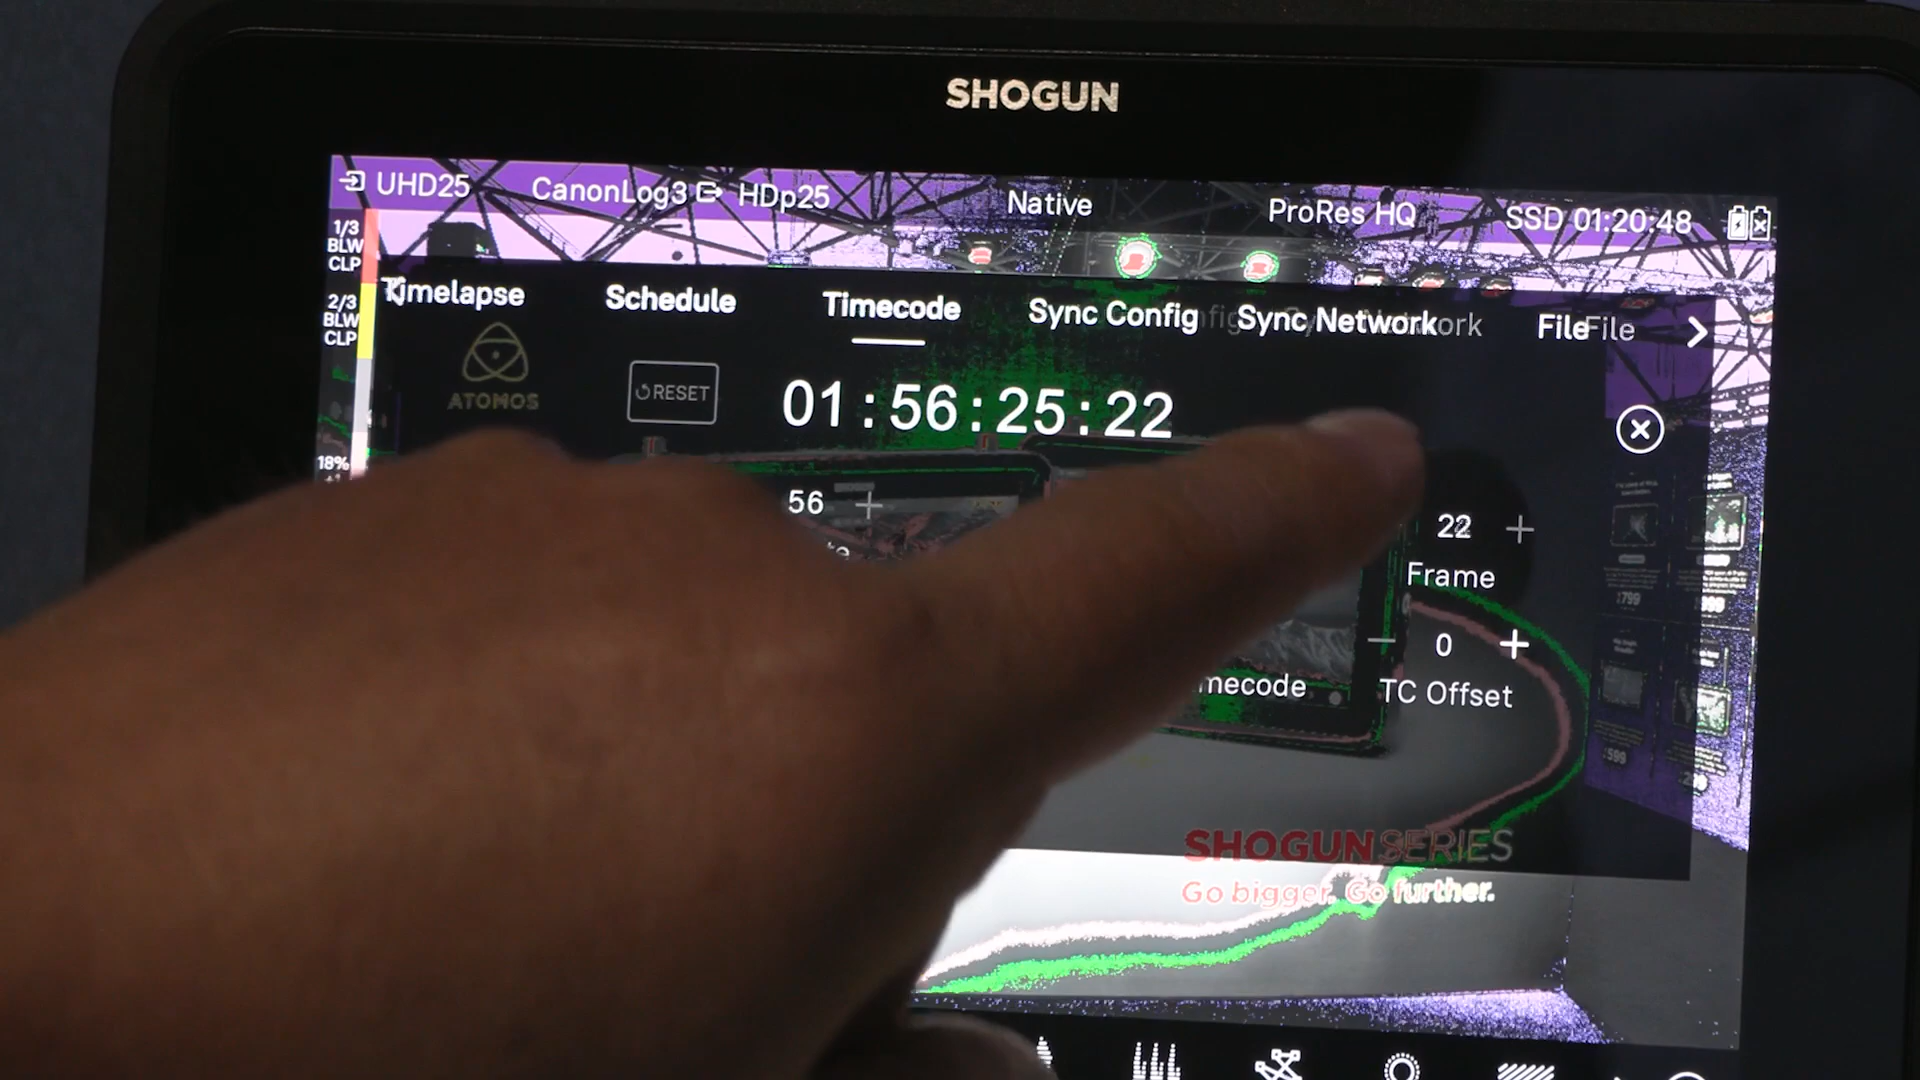 SHOGUN
UHD25 CanonLog3 HDp25 Native ProRes HQ SSD 01:20:48
1/3
BLW
CLP
2/3
BLW
CLP
18%
Timelapse Schedule Timecode Sync Config Sync Network File File
ATOMOS
RESET
01:56:25:22
56
22
Frame
0
TC Offset
SHOGUN SERIES
Go bigger. Go further.